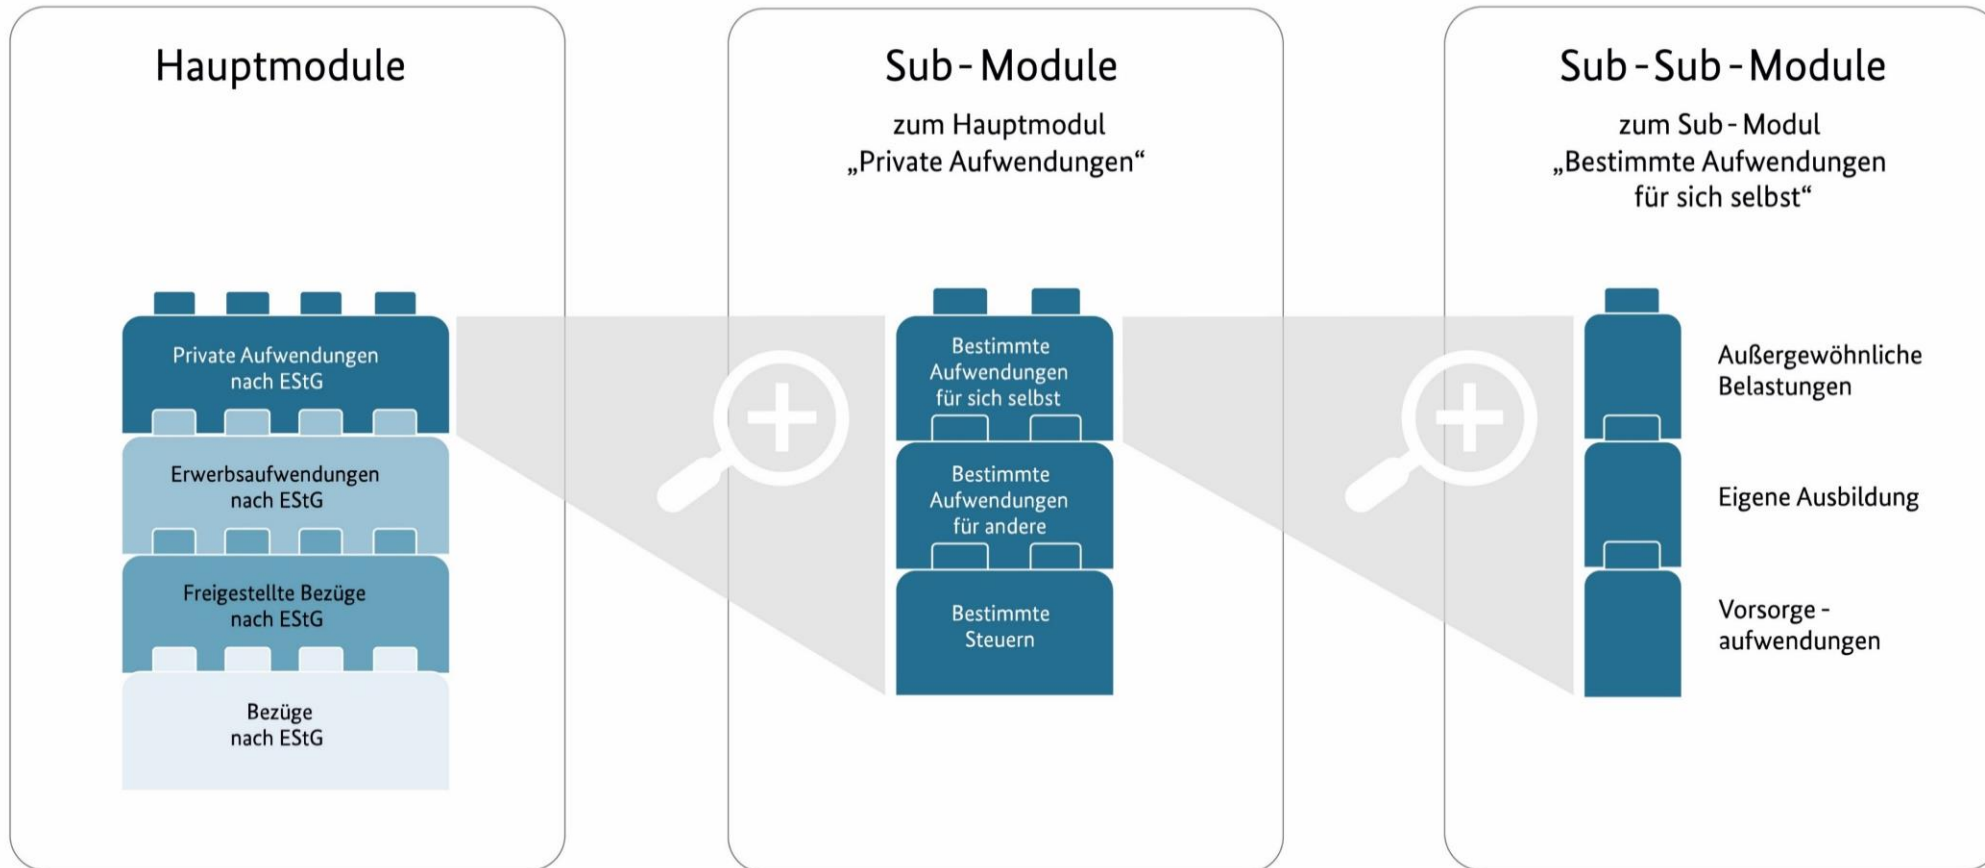 Hauptmodule
Private Aufwendungen
nach EStG
Erwerbsaufwendungen
nach EStG
Freigestellte Bezüge
nach EStG
Bezüge
nach EStG
Sub-Module
zum Hauptmodul
„Private Aufwendungen“
Bestimmte
Aufwendungen
für sich selbst
Bestimmte
Aufwendungen
für andere
Bestimmte
Steuern
Sub-Sub-Module
zum Sub-Modul
„Bestimmte Aufwendungen
für sich selbst“
Außergewöhnliche
Belastungen
Eigene Ausbildung
Vorsorge-
aufwendungen